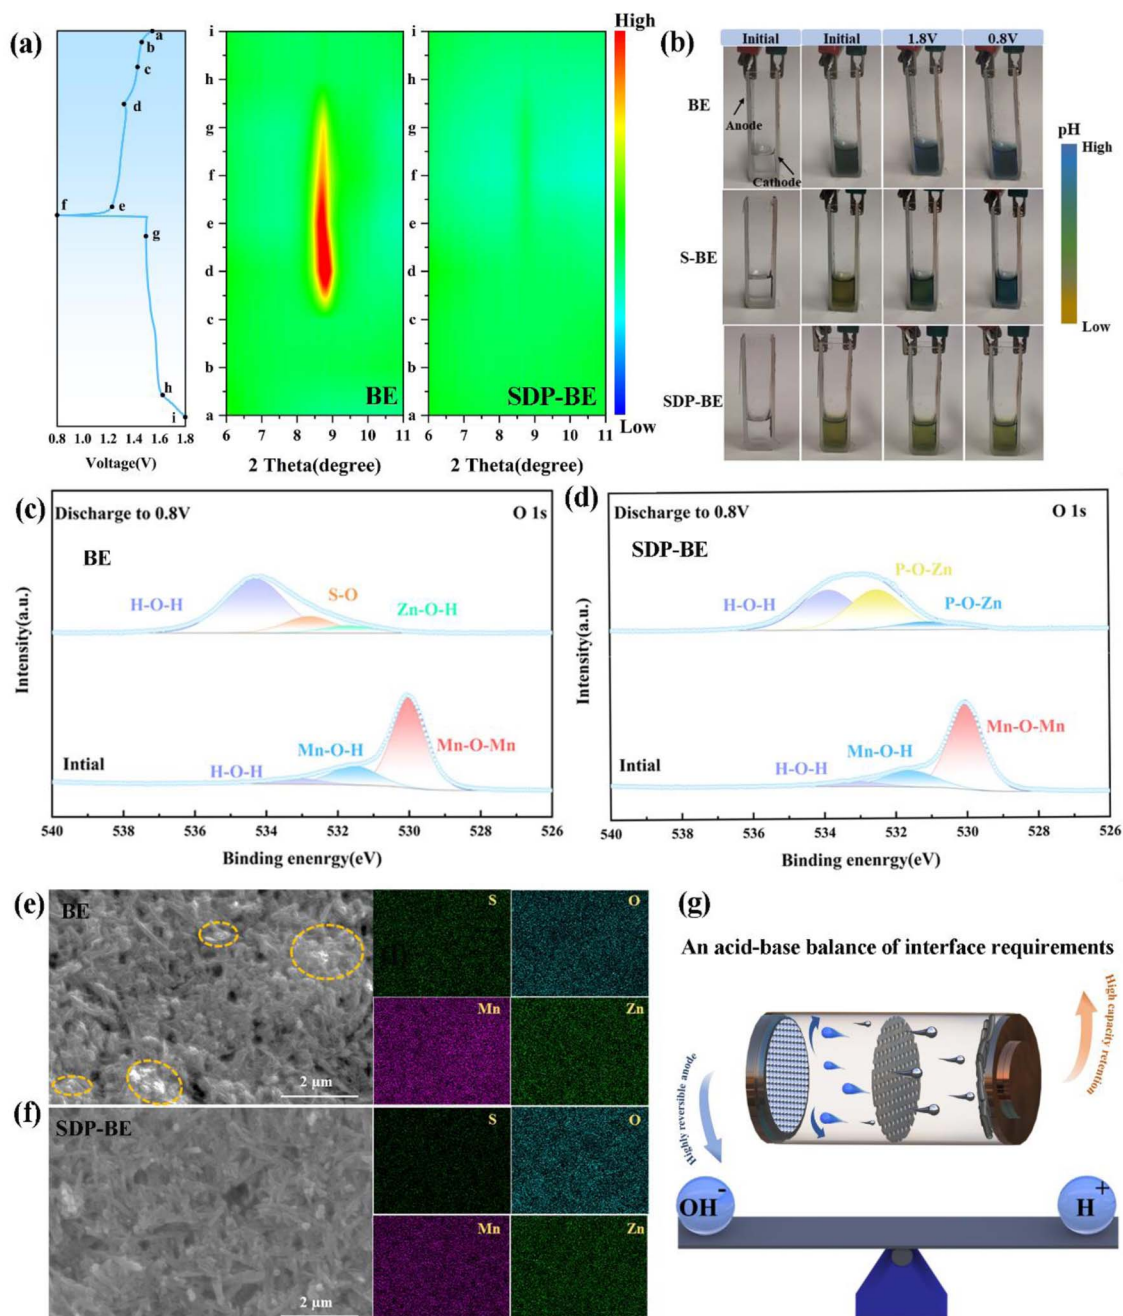 (a)
a
b
c
d
e
f
g
h
i
0.8 1.0 1.2 1.4 1.6 1.8
Voltage(V)
i
h
g
f
e
d
c
b
a
BE
6 7 8 9 10 11
2 Theta(degree)
i
h
g
f
e
d
c
b
a
SDP-BE
6 7 8 9 10 11
2 Theta(degree)
High
Low
(b)
Initial Initial 1.8V 0.8V
BE
Anode
Cathode
S-BE
SDP-BE
pH
High
Low
(c)
Discharge to 0.8V O 1s
BE
H-O-H
S-O
Zn-O-H
Intial
H-O-H
Mn-O-H
Mn-O-Mn
Intensity(a.u.)
540 538 536 534 532 530 528 526
Binding enenrgy(eV)
(d)
Discharge to 0.8V O 1s
SDP-BE
H-O-H
P-O-Zn
P-O-Zn
Intial
H-O-H
Mn-O-H
Mn-O-Mn
Intensity(a.u.)
540 538 536 534 532 530 528 526
Binding enenrgy(eV)
(e)
BE
2 μm
S
O
Mn
Zn
(f)
SDP-BE
2 μm
S
O
Mn
Zn
(g)
An acid-base balance of interface requirements
Highly reversible anode
High capacity retention
OH-
H+